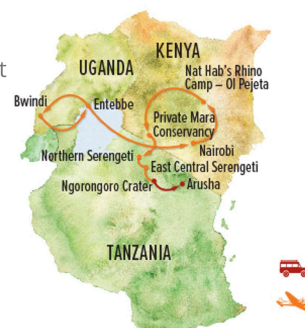 t
KENYA
UGANDA
Nat Hab's Rhino
Camp – Ol Pejeta
Bwindi
Entebbe
Private Mara
Conservancy
Nairobi
Northern Serengeti
East Central Serengeti
Ngorongoro Crater
Arusha
TANZANIA